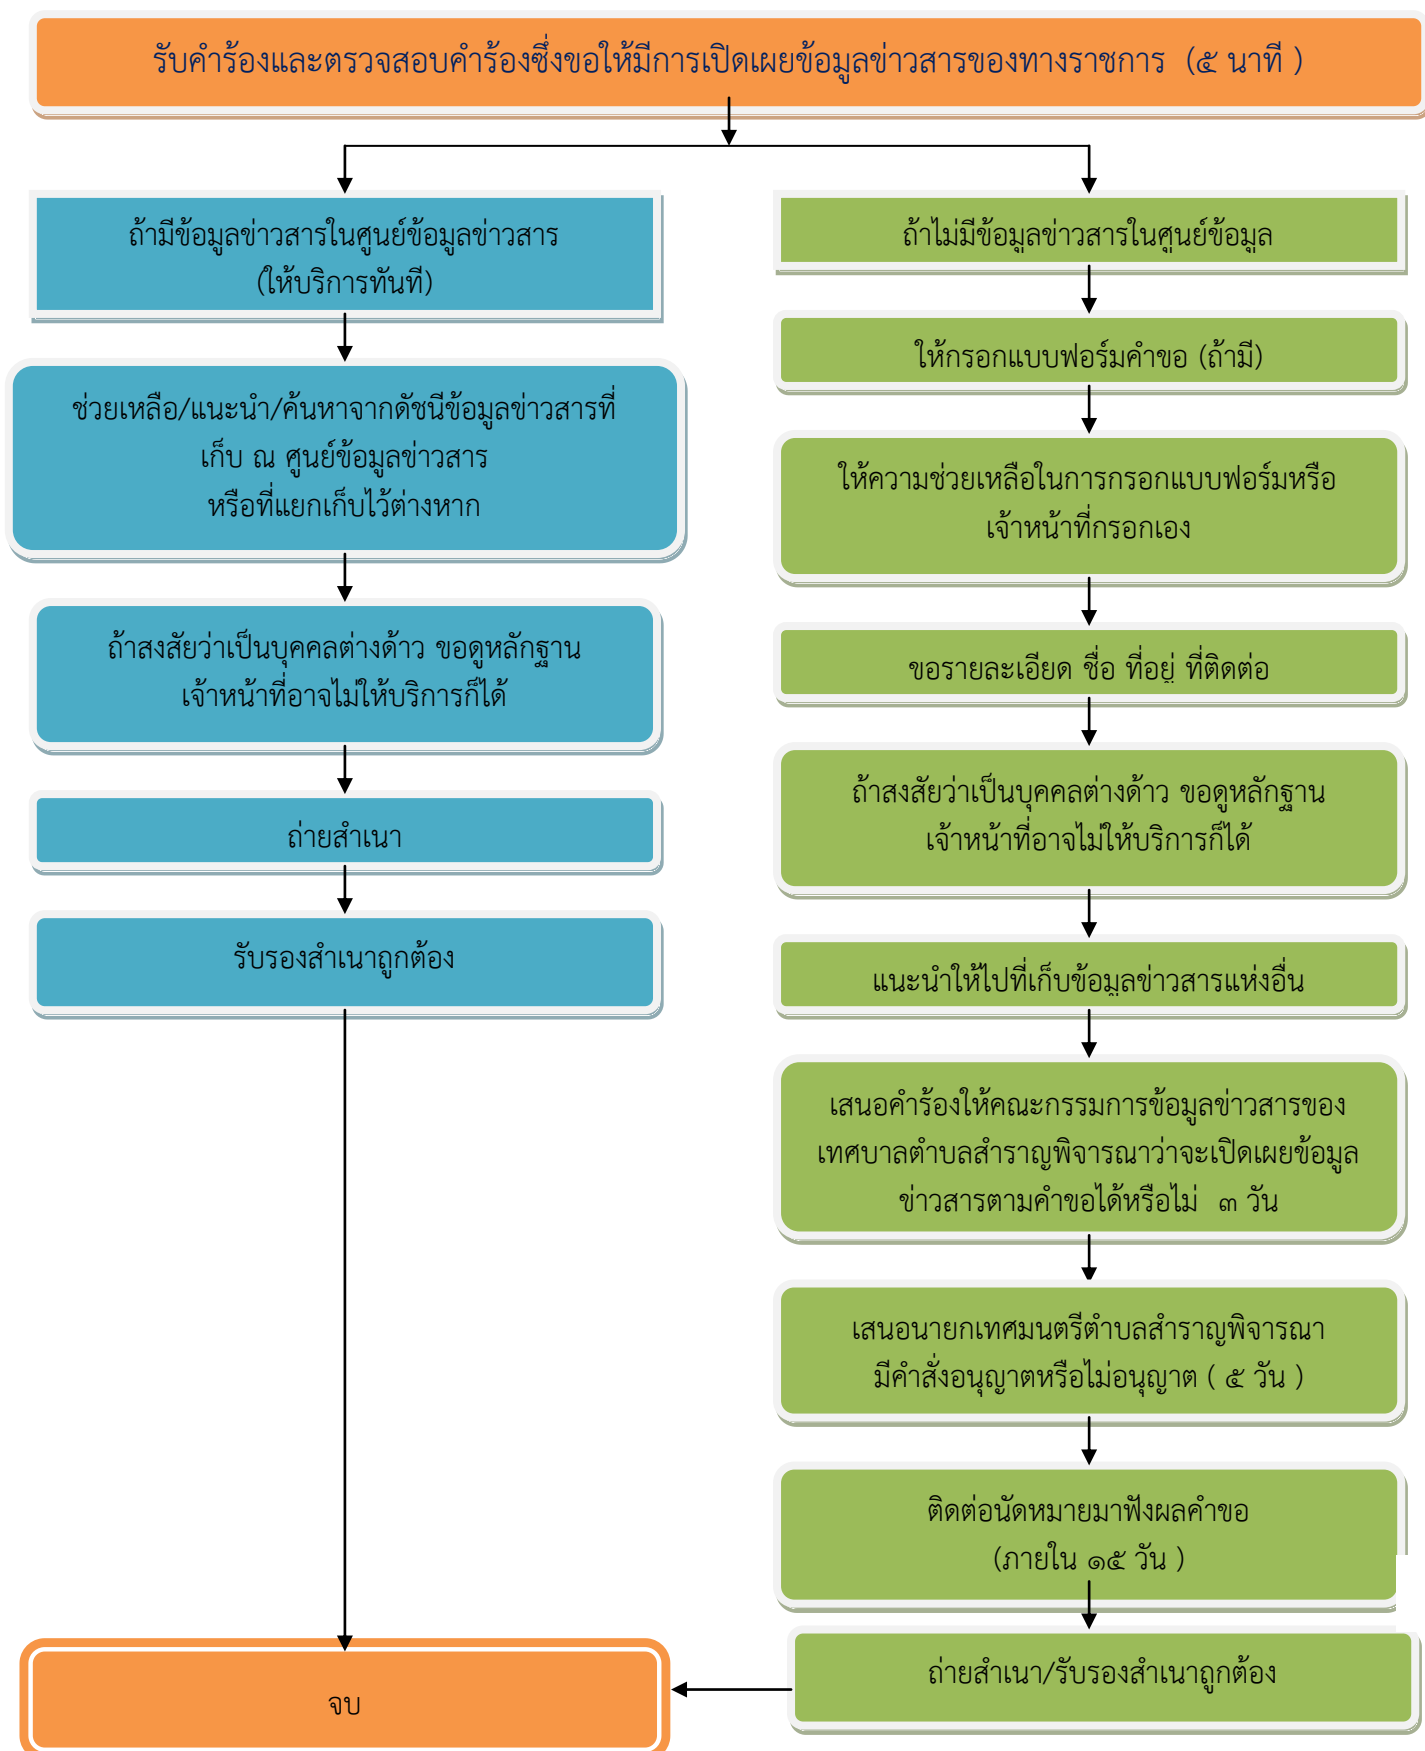 รับคำร้องและตรวจสอบคำร้องซึ่งขอให้มีการเปิดเผยข้อมูลข่าวสารของทางราชการ (๕ นาที )
ถ้ามีข้อมูลข่าวสารในศูนย์ข้อมูลข่าวสาร
(ให้บริการทันที)
ช่วยเหลือ/แนะนำ/ค้นหาจากดัชนีข้อมูลข่าวสารที่
เก็บ ณ ศูนย์ข้อมูลข่าวสาร
หรือที่แยกเก็บไว้ต่างหาก
ถ้าสงสัยว่าเป็นบุคคลต่างด้าว ขอดูหลักฐาน
เจ้าหน้าที่อาจไม่ให้บริการก็ได้
ถ่ายสำเนา
รับรองสำเนาถูกต้อง
ถ้าไม่มีข้อมูลข่าวสารในศูนย์ข้อมูล
ให้กรอกแบบฟอร์มคำขอ (ถ้ามี)
ให้ความช่วยเหลือในการกรอกแบบฟอร์มหรือ
เจ้าหน้าที่กรอกเอง
ขอรายละเอียด ชื่อ ที่อยู่ ที่ติดต่อ
ถ้าสงสัยว่าเป็นบุคคลต่างด้าว ขอดูหลักฐาน
เจ้าหน้าที่อาจไม่ให้บริการก็ได้
แนะนำให้ไปที่เก็บข้อมูลข่าวสารแห่งอื่น
เสนอคำร้องให้คณะกรรมการข้อมูลข่าวสารของ
เทศบาลตำบลสำราญพิจารณาว่าจะเปิดเผยข้อมูล
ข่าวสารตามคำขอได้หรือไม่ ๓ วัน
เสนอนายกเทศมนตรีตำบลสำราญพิจารณา
มีคำสั่งอนุญาตหรือไม่อนุญาต ( ๕ วัน )
ติดต่อนัดหมายมาฟังผลคำขอ
(ภายใน ๑๕ วัน )
ถ่ายสำเนา/รับรองสำเนาถูกต้อง
จบ